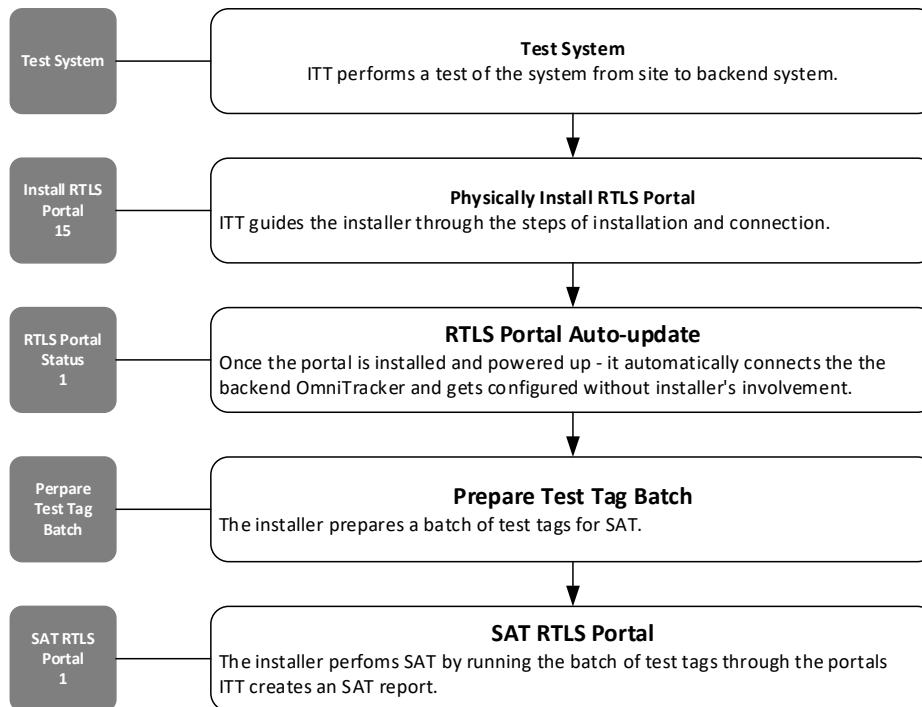 Test System
Test System
ITT performs a test of the system from site to backend system.
Install RTLS
Portal
15
Physically Install RTLS Portal
ITT guides the installer through the steps of installation and connection.
RTLS Portal
Status
1
RTLS Portal Auto-update
Once the portal is installed and powered up - it automatically connects the the
backend OmniTracker and gets configured without installer's involvement.
Perpare
Test Tag
Batch
Prepare Test Tag Batch
The installer prepares a batch of test tags for SAT.
SAT RTLS
Portal
1
SAT RTLS Portal
The installer perfoms SAT by running the batch of test tags through the portals
ITT creates an SAT report.